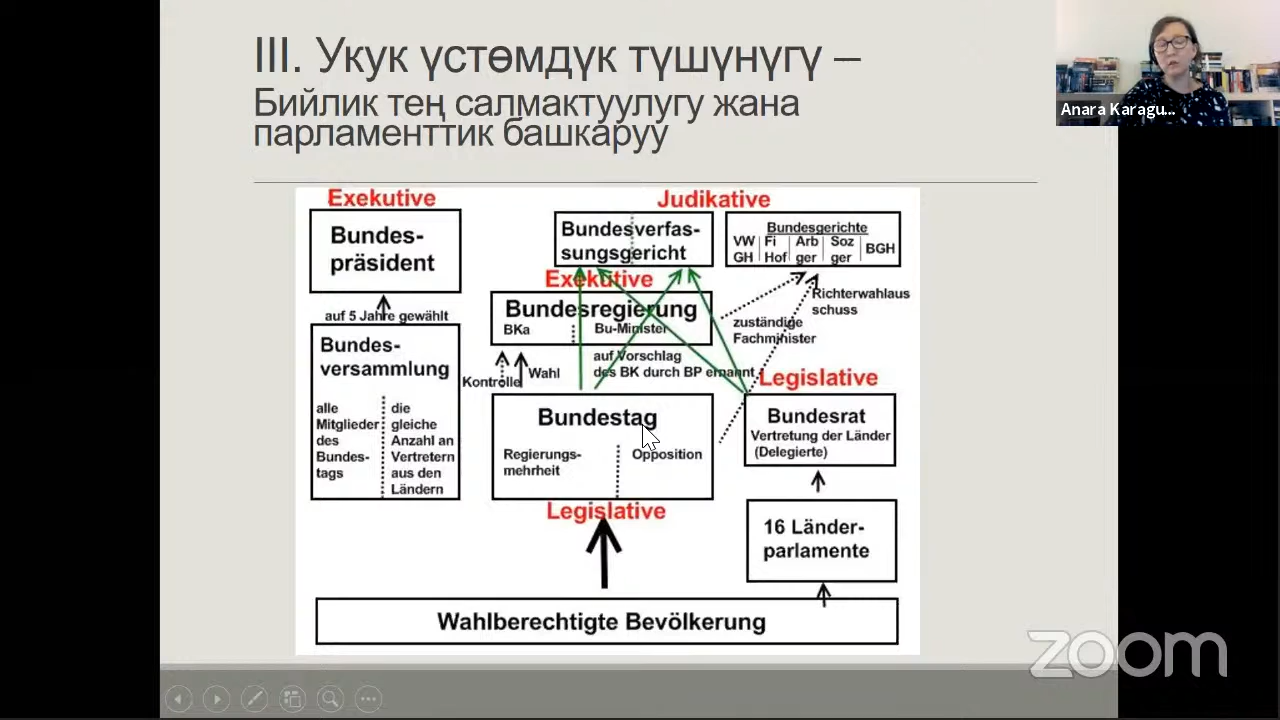 III. Укук үстөмдүк түшүнүгү –
Бийлик тең салмактуулугу жана
парламенттик башкаруу
Anara Karagu...
Exekutive
Bundes-
präsident
auf 5 Jahre gewählt
Bundes-
versammlung
alle
Mitglieder
des
Bundes-
tags
die
gleiche
Anzahl an
Vertretern
aus den
Ländern
Judikative
Bundesverfas-
sungsgericht
Bundesgerichte
VW
GH
Fi
Hof
Arb
ger
Soz
ger
BGH
Exekutive
Bundesregierung
BKa
Bu-Minister
Richterwahlaus
schuss
zuständige
Fachminister
Kontrolle
Wahl
auf Vorschlag
des BK durch BP ernannt
Bundestag
Regierungs-
mehrheit
Opposition
Legislative
Legislative
Bundesrat
Vertretung der Länder
(Delegierte)
16 Länder-
parlamente
Wahlberechtigte Bevölkerung
zoom